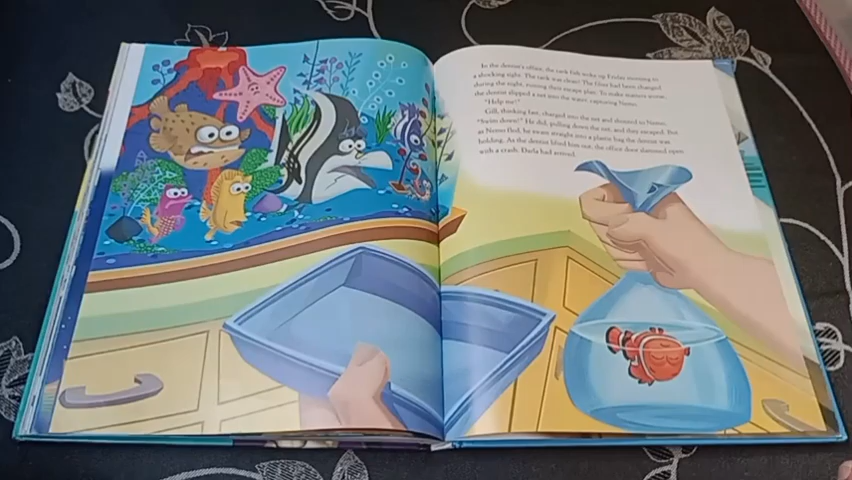 In the dentist's office, the tank fish woke up Friday morning to
a shocking sight. The tank was clean! The filter had been changed
during the night, ruining their escape plan. To make matters worse,
the dentist slipped a net into the water, capturing Nemo.
"Help me!"
Gill, thinking fast, charged into the net and shouted to Nemo,
"Swim down!" He did, pulling down the net, and they escaped. But
as Nemo fled, he swam straight into a plastic bag the dentist was
holding. As the dentist lifted him out, the office door slammed open
with a crash. Darla had arrived.